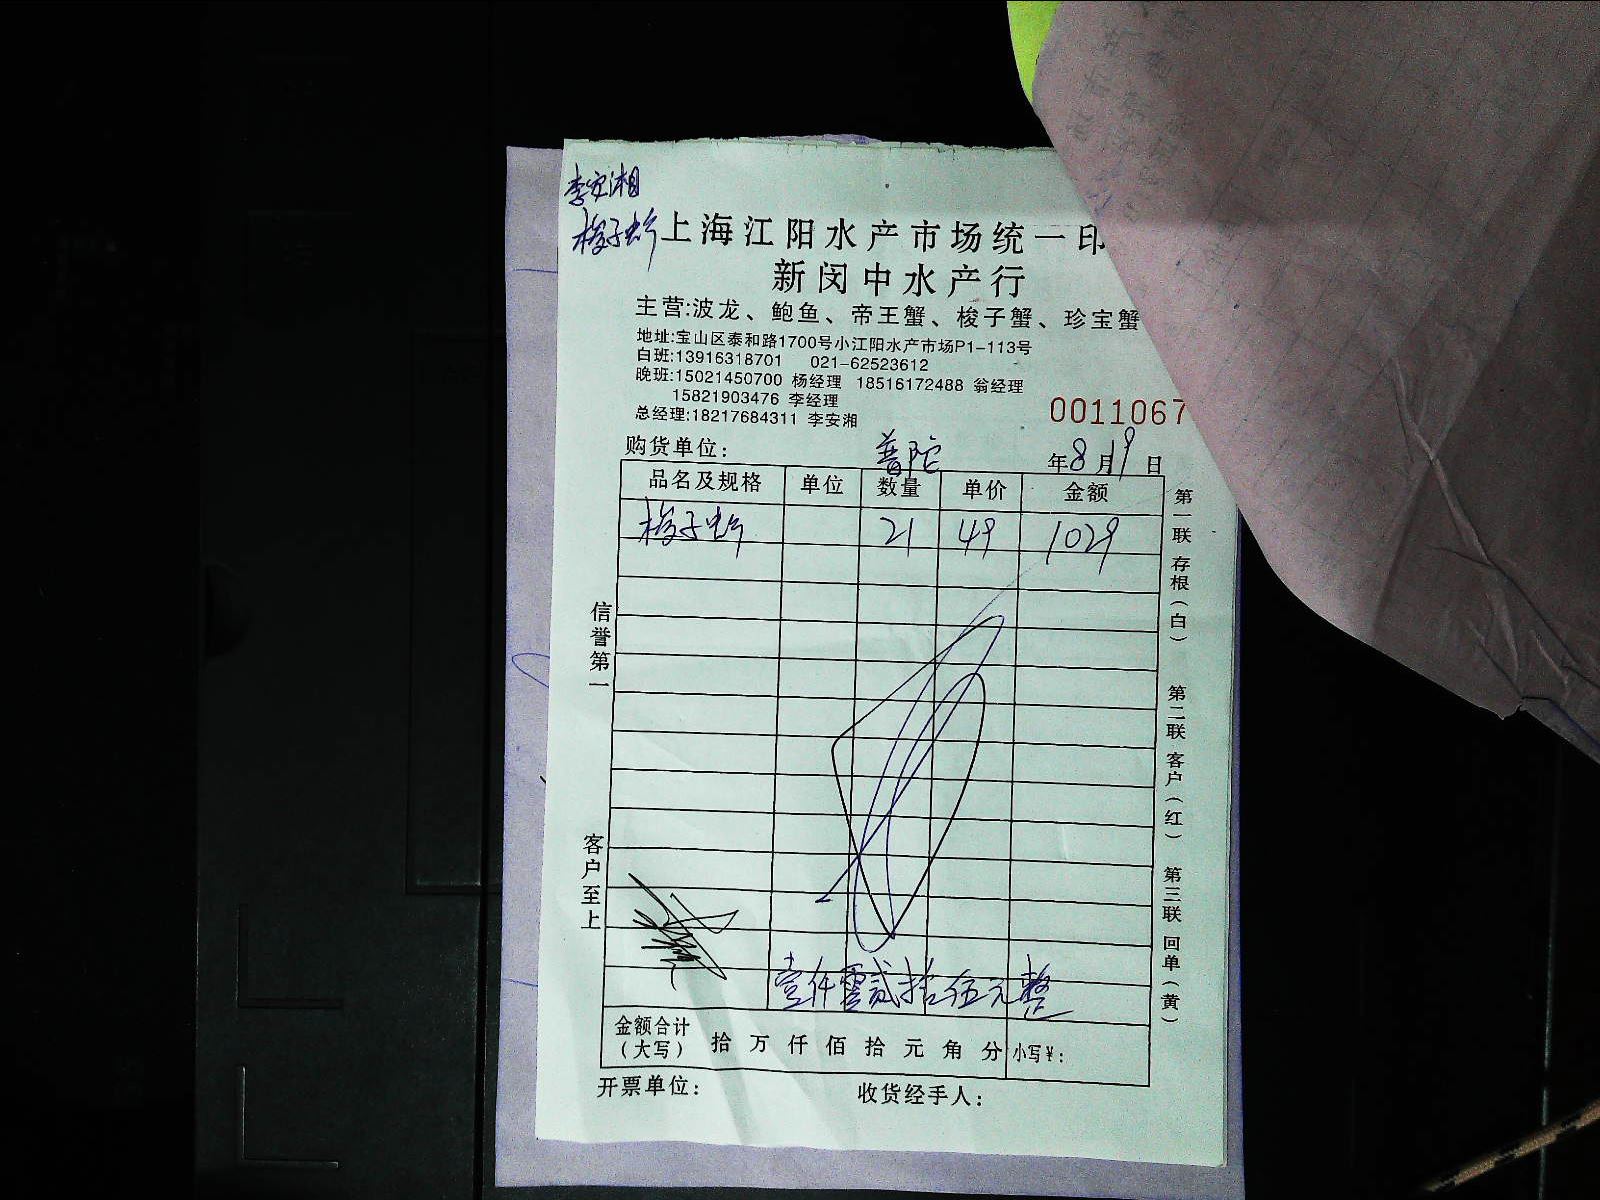 李安湘
梭子蚧
上海江阳水产市场统一印
新闵中水产行
主营:波龙、鲍鱼、帝王蟹、梭子蟹、珍宝蟹
地址:宝山区泰和路1700号小江阳水产市场P1-113号
白班:13916318701 021-62523612
晚班:15021450700 杨经理 18516172488 翁经理
15821903476 李经理
总经理:18217684311 李安湘
0011067
购货单位: 普陀 年8月19日
品名及规格 单位 数量 单价 金额
梭子蚧 21 49 1029
信誉第一
客户至上
第一联存根(白)
第二联客户(红)
第三联回单(黄)
壹仟零贰拾伍元整
金额合计
(大写) 拾 万 仟 佰 拾 元 角 分 小写¥:
开票单位: 收货经手人: